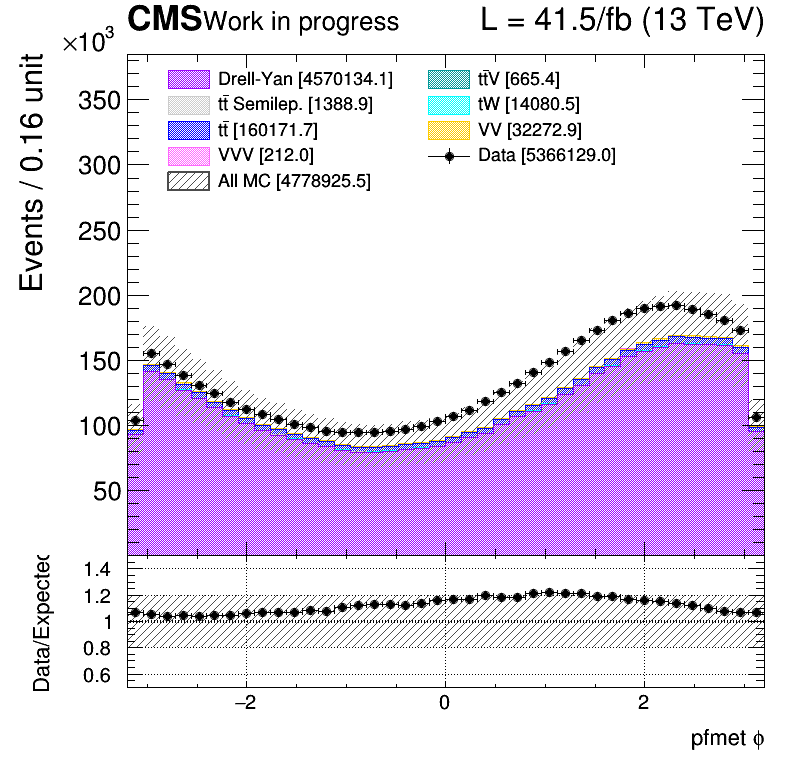 CMS Work in progress L = 41.5/fb (13 TeV)
×10³
Events / 0.16 unit
Drell-Yan [4570134.1]
tt̄ Semilep. [1388.9]
tt̄ [160171.7]
VVV [212.0]
All MC [4778925.5]
tt̄V [665.4]
tW [14080.5]
VV [32272.9]
Data [5366129.0]
350
300
250
200
150
100
50
Data/Expected
1.4
1.2
1
0.8
0.6
−2 0 2
pfmet ϕ